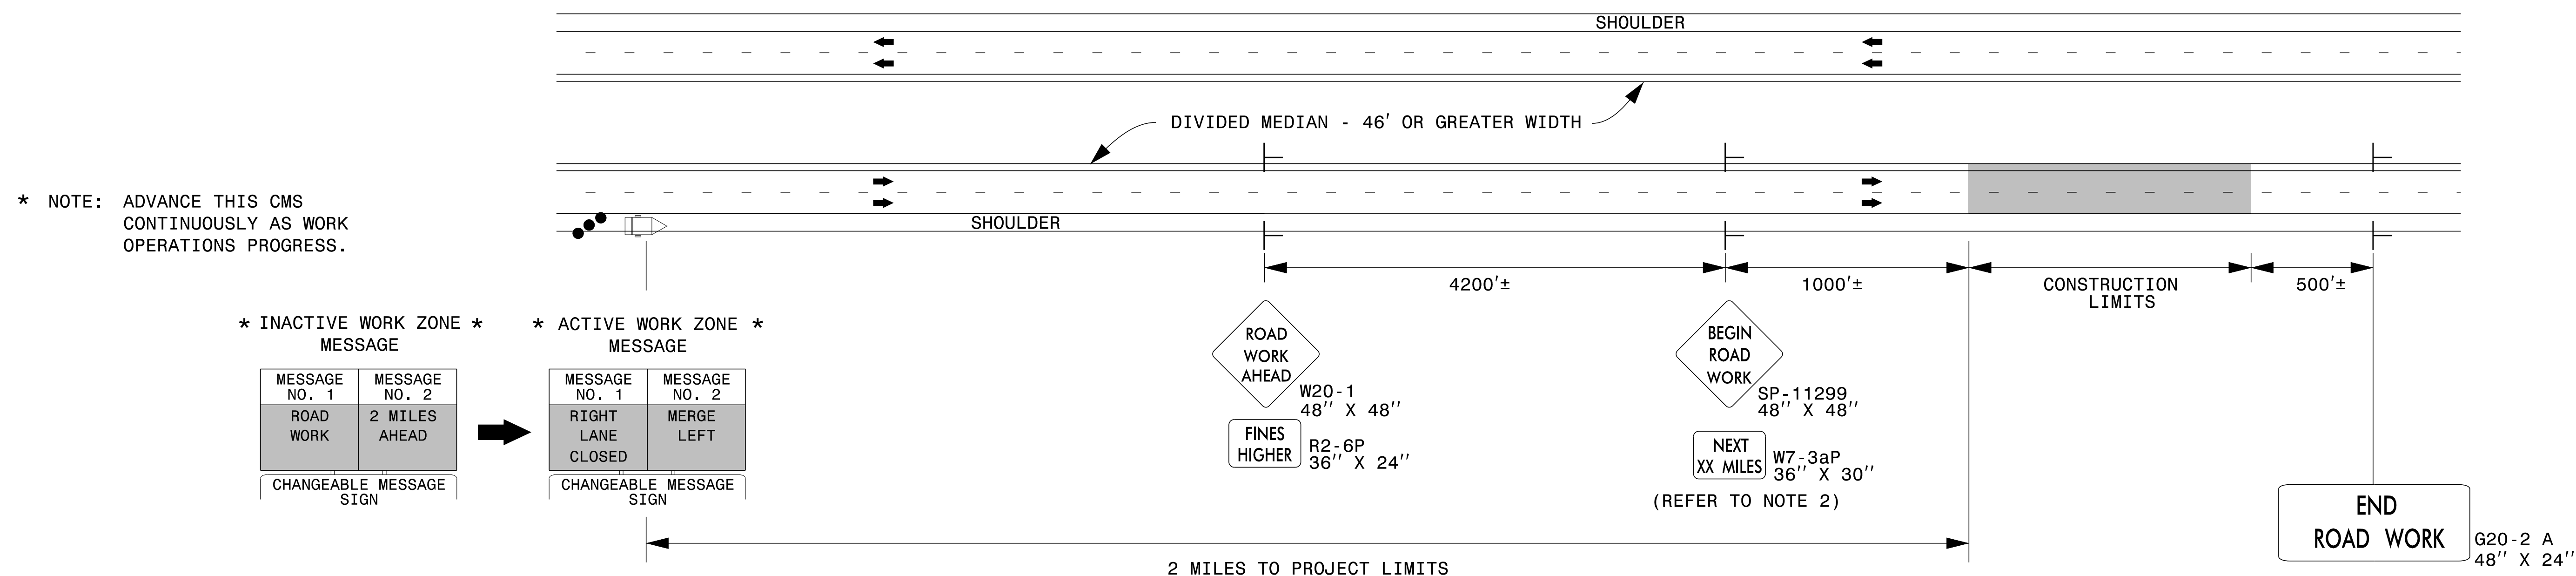 SHOULDER
DIVIDED MEDIAN - 46' OR GREATER WIDTH
* NOTE: ADVANCE THIS CMS
CONTINUOUSLY AS WORK
OPERATIONS PROGRESS.
SHOULDER
4200'±
1000'±
CONSTRUCTION
LIMITS
500'±
* INACTIVE WORK ZONE *
MESSAGE
MESSAGE
NO. 1
MESSAGE
NO. 2
ROAD
WORK
2 MILES
AHEAD
CHANGEABLE MESSAGE
SIGN
* ACTIVE WORK ZONE *
MESSAGE
MESSAGE
NO. 1
MESSAGE
NO. 2
RIGHT
LANE
CLOSED
MERGE
LEFT
CHANGEABLE MESSAGE
SIGN
ROAD
WORK
AHEAD
W20-1
48'' X 48''
FINES
HIGHER
R2-6P
36'' X 24''
BEGIN
ROAD
WORK
SP-11299
48'' X 48''
NEXT
XX MILES
W7-3aP
36'' X 30''
(REFER TO NOTE 2)
END
ROAD WORK
G20-2 A
48'' X 24''
2 MILES TO PROJECT LIMITS